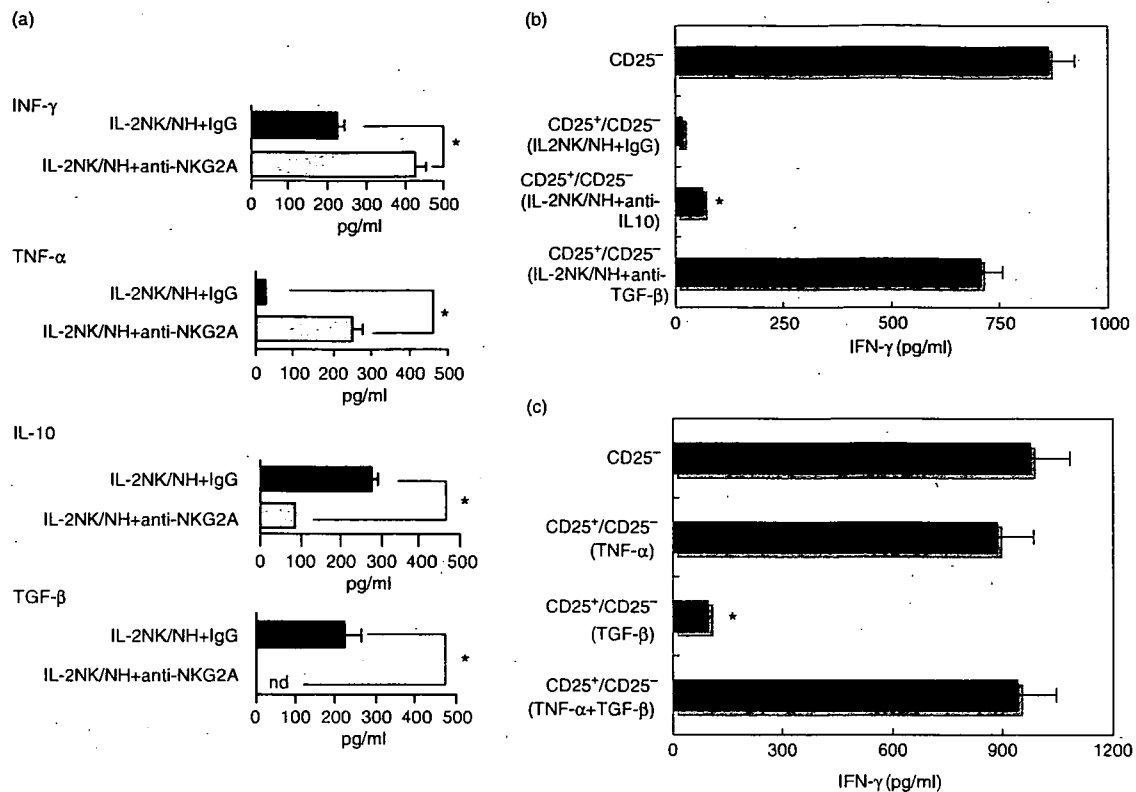 (a)
INF-γ
IL-2NK/NH+IgG
IL-2NK/NH+anti-NKG2A
*
0 100 200 300 400 500
pg/ml
TNF-α
IL-2NK/NH+IgG
IL-2NK/NH+anti-NKG2A
*
0 100 200 300 400 500
pg/ml
IL-10
IL-2NK/NH+IgG
IL-2NK/NH+anti-NKG2A
*
0 100 200 300 400 500
pg/ml
TGF-β
IL-2NK/NH+IgG
IL-2NK/NH+anti-NKG2A
nd
*
0 100 200 300 400 500
pg/ml
(b)
CD25⁻
CD25⁺/CD25⁻
(IL2NK/NH+IgG)
CD25⁺/CD25⁻
(IL-2NK/NH+anti-
IL10)
*
CD25⁺/CD25⁻
(IL-2NK/NH+anti-
TGF-β)
0 250 500 750 1000
IFN-γ (pg/ml)
(c)
CD25⁻
CD25⁺/CD25⁻
(TNF-α)
CD25⁺/CD25⁻
(TGF-β)
*
CD25⁺/CD25⁻
(TNF-α+TGF-β)
0 300 600 900 1200
IFN-γ (pg/ml)